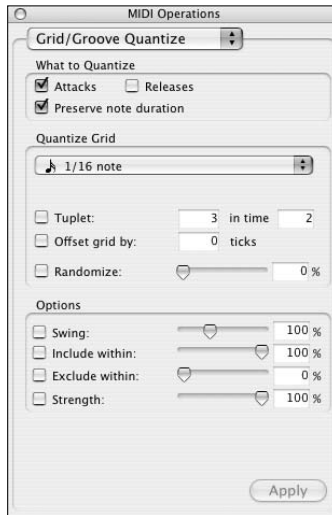 MIDI Operations
Grid/Groove Quantize
What to Quantize
Attacks Releases
Preserve note duration
Quantize Grid
1/16 note
Tuplet: 3 in time 2
Offset grid by: 0 ticks
Randomize: 0 %
Options
Swing: 100 %
Include within: 100 %
Exclude within: 0 %
Strength: 100 %
Apply